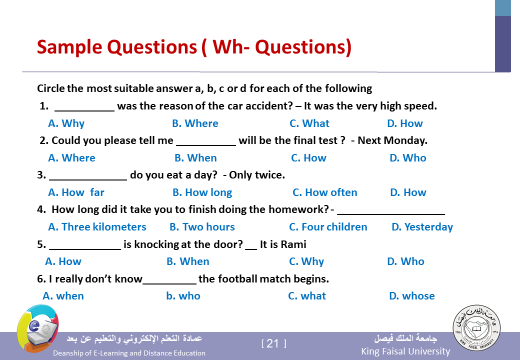 Sample Questions ( Wh- Questions)
Circle the most suitable answer a, b, c or d for each of the following
1. __________ was the reason of the car accident? – It was the very high speed.
A. Why B. Where C. What D. How
2. Could you please tell me __________ will be the final test ? - Next Monday.
A. Where B. When C. How D. Who
3. _____________ do you eat a day? - Only twice.
A. How far B. How long C. How often D. How
4. How long did it take you to finish doing the homework? - __________________
A. Three kilometers B. Two hours C. Four children D. Yesterday
5. ____________ is knocking at the door? __ It is Rami
A. How B. When C. Why D. Who
6. I really don’t know_________ the football match begins.
A. when b. who C. what D. whose
عمادة التعلم الإلكتروني والتعليم عن بعد
Deanship of E-Learning and Distance Education
[ 21 ]
جامعة الملك فيصل
King Faisal University